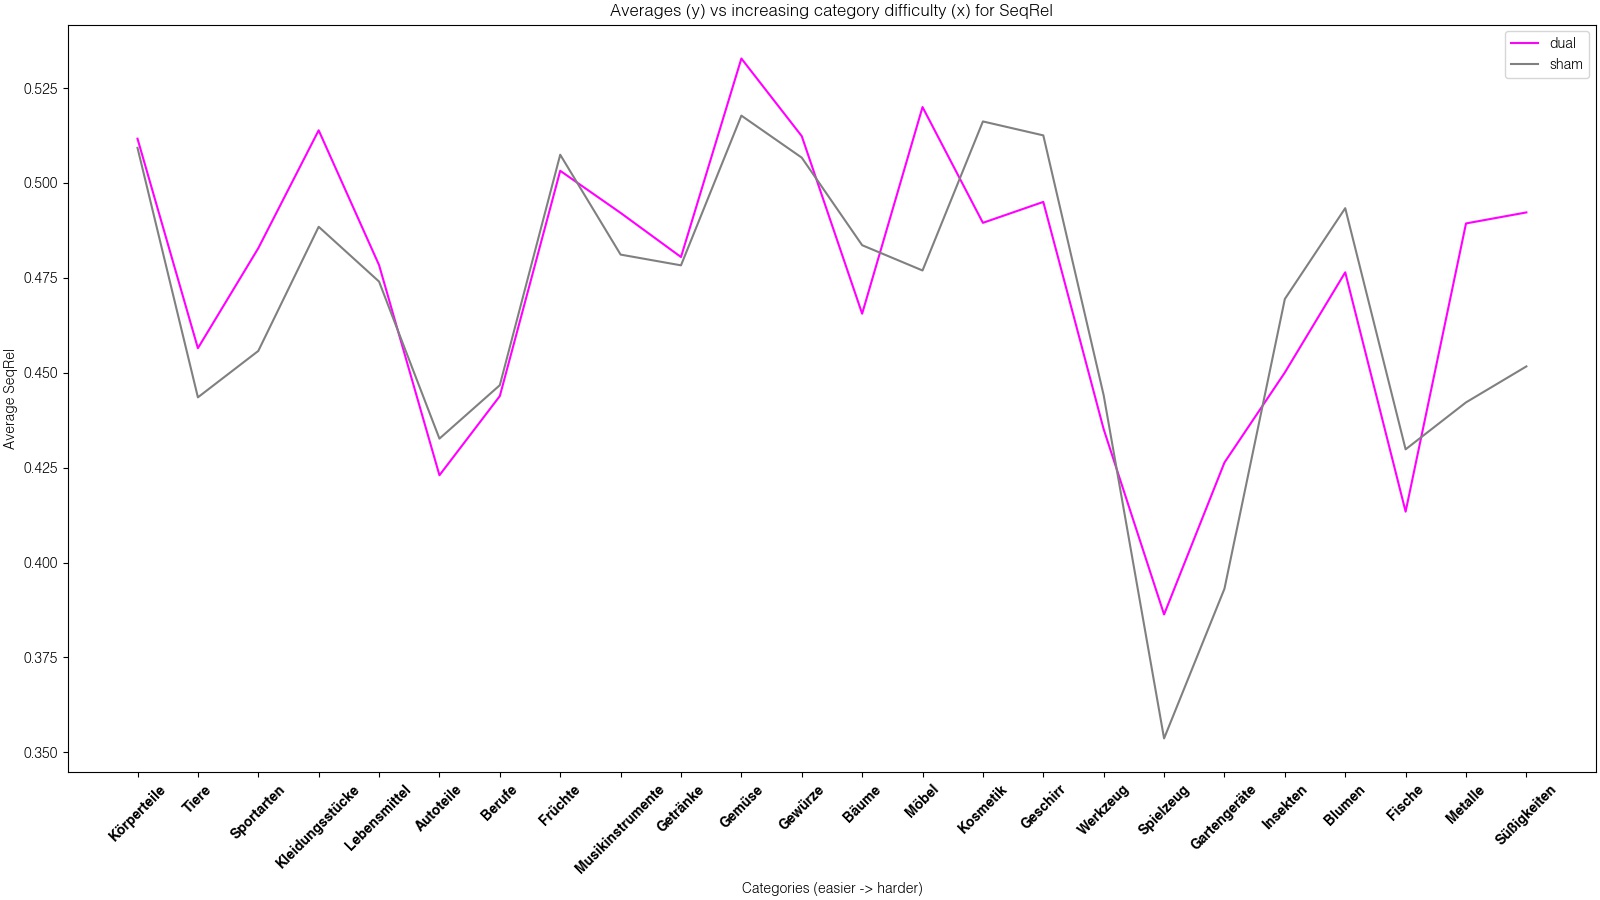 Averages (y) vs increasing category difficulty (x) for SeqRel
dual
sham
Average SeqRel
0.525
0.500
0.475
0.450
0.425
0.400
0.375
0.350
Körperteile
Tiere
Sportarten
Kleidungsstücke
Lebensmittel
Autoteile
Berufe
Früchte
Musikinstrumente
Getränke
Gemüse
Gewürze
Bäume
Möbel
Kosmetik
Geschirr
Werkzeug
Spielzeug
Gartengeräte
Insekten
Blumen
Fische
Metalle
Süßigkeiten
Categories (easier -> harder)